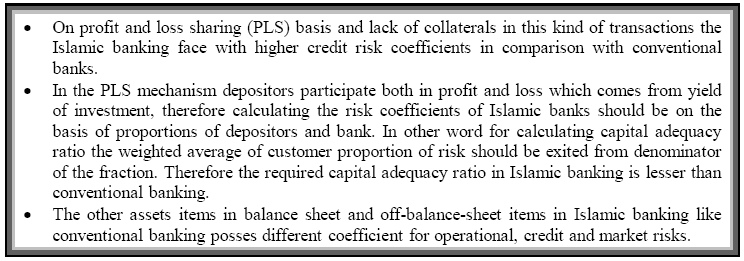 • On profit and loss sharing (PLS) basis and lack of collaterals in this kind of transactions the
Islamic banking face with higher credit risk coefficients in comparison with conventional
banks.
• In the PLS mechanism depositors participate both in profit and loss which comes from yield
of investment, therefore calculating the risk coefficients of Islamic banks should be on the
basis of proportions of depositors and bank. In other word for calculating capital adequacy
ratio the weighted average of customer proportion of risk should be exited from denominator
of the fraction. Therefore the required capital adequacy ratio in Islamic banking is lesser than
conventional banking.
• The other assets items in balance sheet and off-balance-sheet items in Islamic banking like
conventional banking posses different coefficient for operational, credit and market risks.